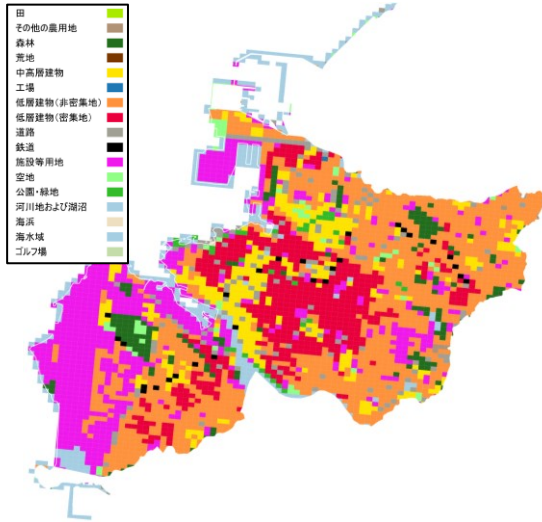 田
その他の農用地
森林
荒地
中高層建物
工場
低層建物(非密集地)
低層建物(密集地)
道路
鉄道
施設等用地
空地
公園・緑地
河川地および湖沼
海浜
海水域
ゴルフ場